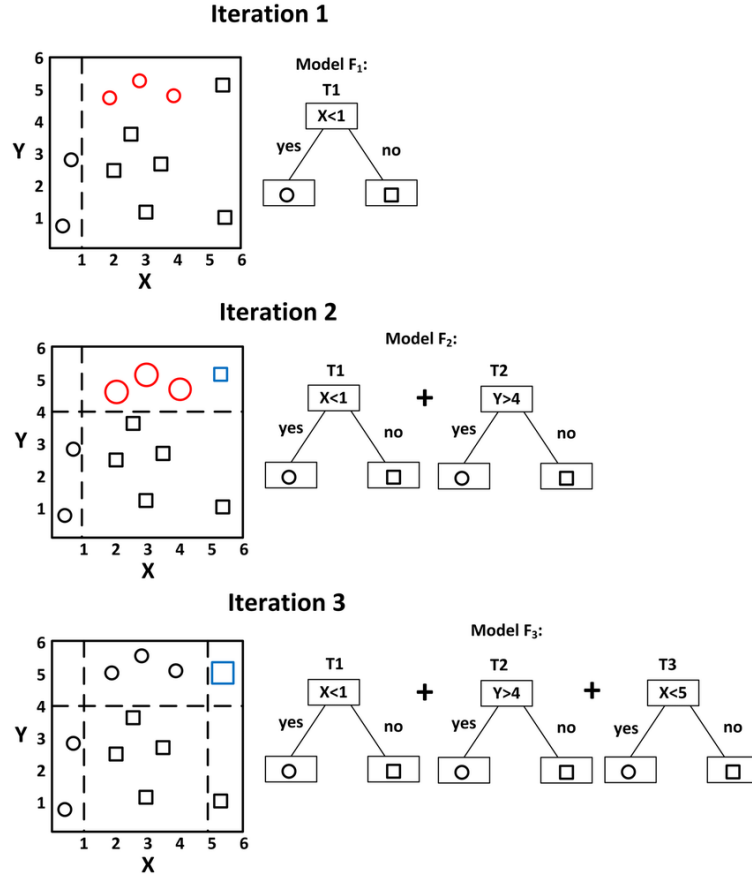 Iteration 1
Model F₁:
T1
X<1
yes
no
6
5
4
3
2
1
Y
1 2 3 4 5 6
X
Iteration 2
Model F₂:
T1
X<1
yes
no
+
T2
Y>4
yes
no
6
5
4
3
2
1
Y
1 2 3 4 5 6
X
Iteration 3
Model F₃:
T1
X<1
yes
no
+
T2
Y>4
yes
no
+
T3
X<5
yes
no
6
5
4
3
2
1
Y
1 2 3 4 5 6
X